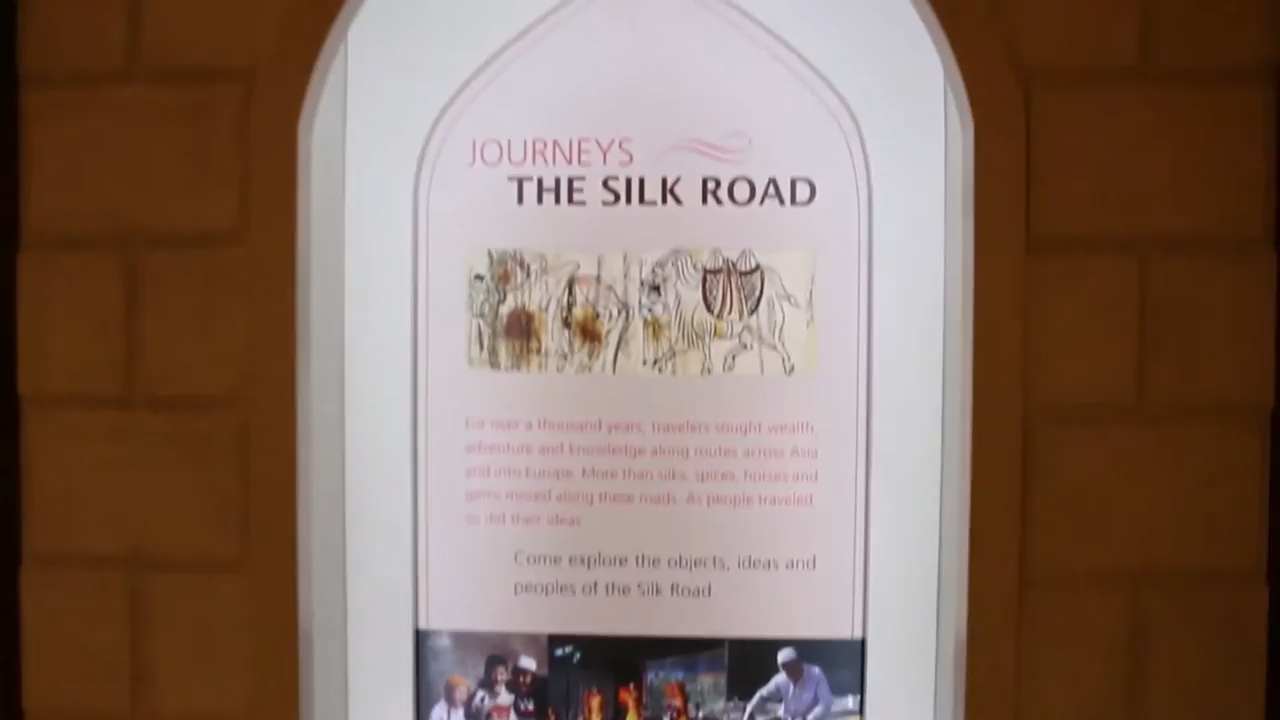 JOURNEYS
THE SILK ROAD
For over a thousand years, travelers sought wealth,
adventure and knowledge along routes across Asia
and into Europe. More than silks, spices, horses and
gems moved along these roads. As people traveled,
so did their ideas.
Come explore the objects, ideas and
peoples of the Silk Road.